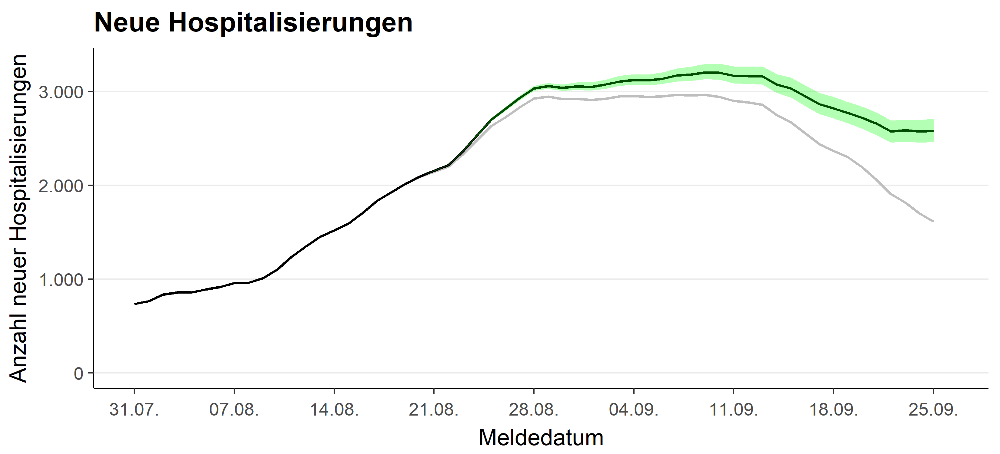 Neue Hospitalisierungen
Anzahl neuer Hospitalisierungen
3.000
2.000
1.000
0
31.07. 07.08. 14.08. 21.08. 28.08. 04.09. 11.09. 18.09. 25.09.
Meldedatum